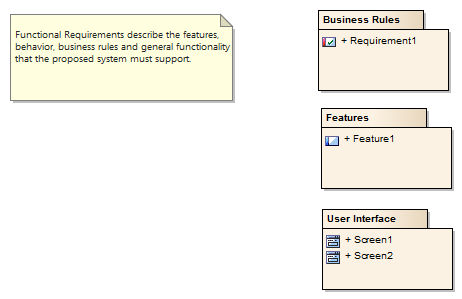 Functional Requirements describe the features,
behavior, business rules and general functionality
that the proposed system must support.
Business Rules
+ Requirement1
Features
+ Feature1
User Interface
+ Screen1
+ Screen2